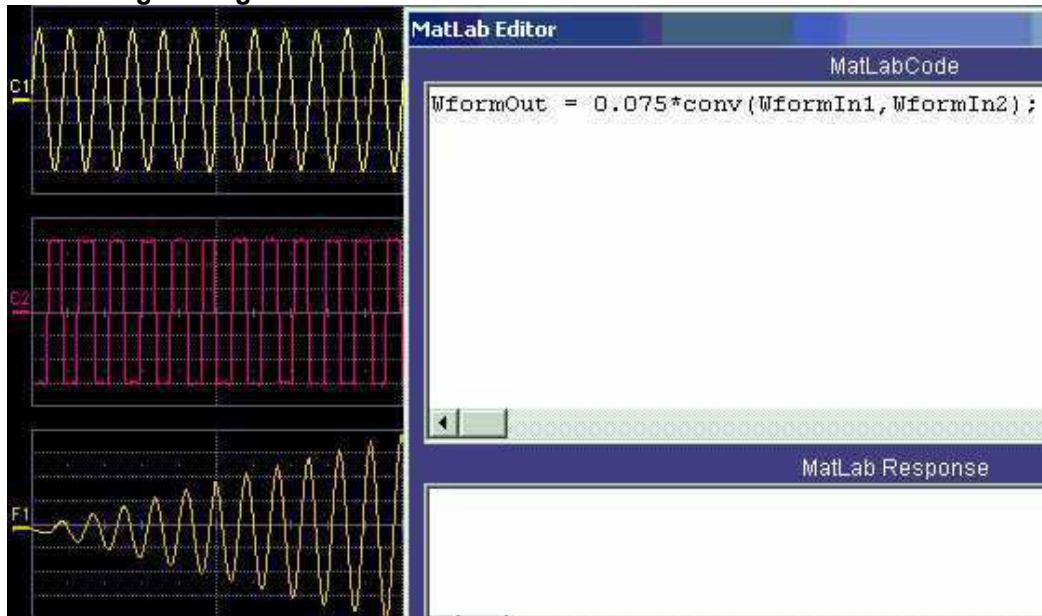 C1
MatLab Editor
MatLabCode
WformOut = 0.075*conv(WformIn1,WformIn2);
C2
MatLab Response
F1